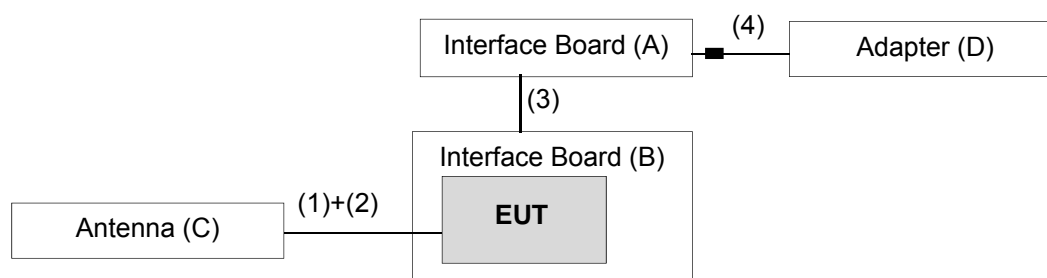 (4)
Interface Board (A)
Adapter (D)
(3)
Interface Board (B)
(1)+(2)
EUT
Antenna (C)